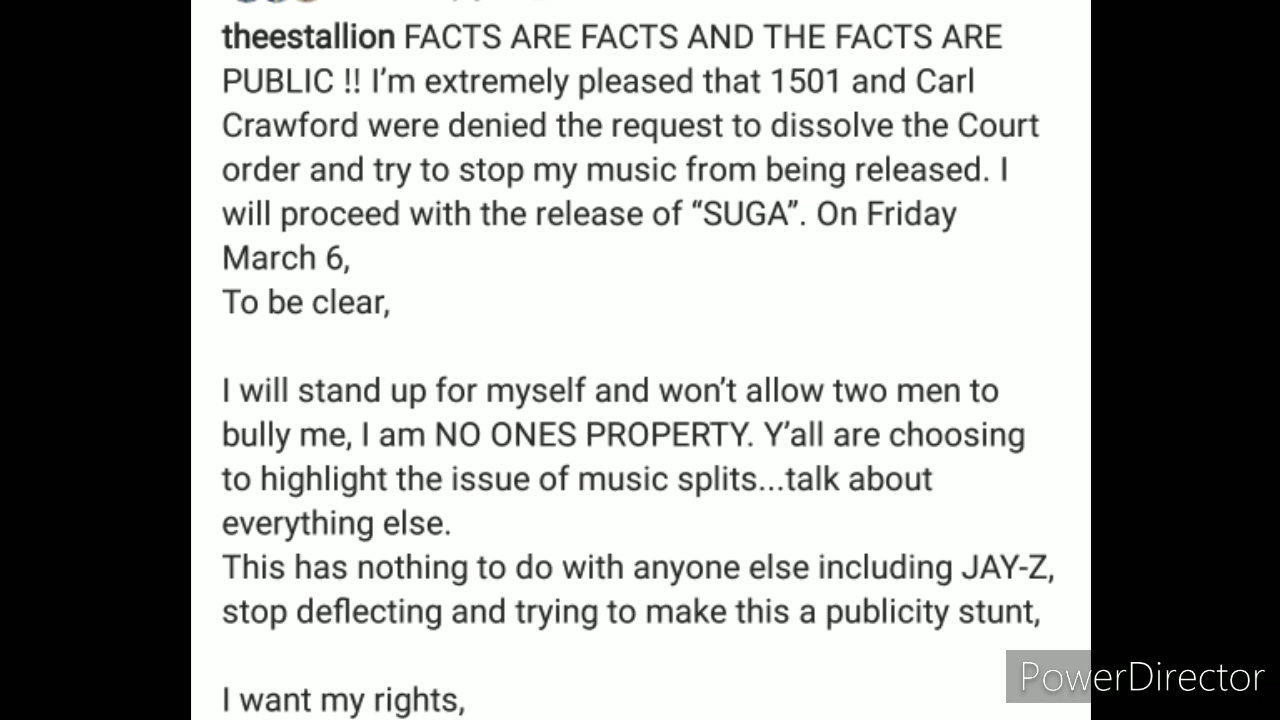 theestallion FACTS ARE FACTS AND THE FACTS ARE
PUBLIC !! I’m extremely pleased that 1501 and Carl
Crawford were denied the request to dissolve the Court
order and try to stop my music from being released. I
will proceed with the release of “SUGA”. On Friday
March 6,
To be clear,
I will stand up for myself and won’t allow two men to
bully me, I am NO ONES PROPERTY. Y’all are choosing
to highlight the issue of music splits...talk about
everything else.
This has nothing to do with anyone else including JAY-Z,
stop deflecting and trying to make this a publicity stunt,
I want my rights,
PowerDirector